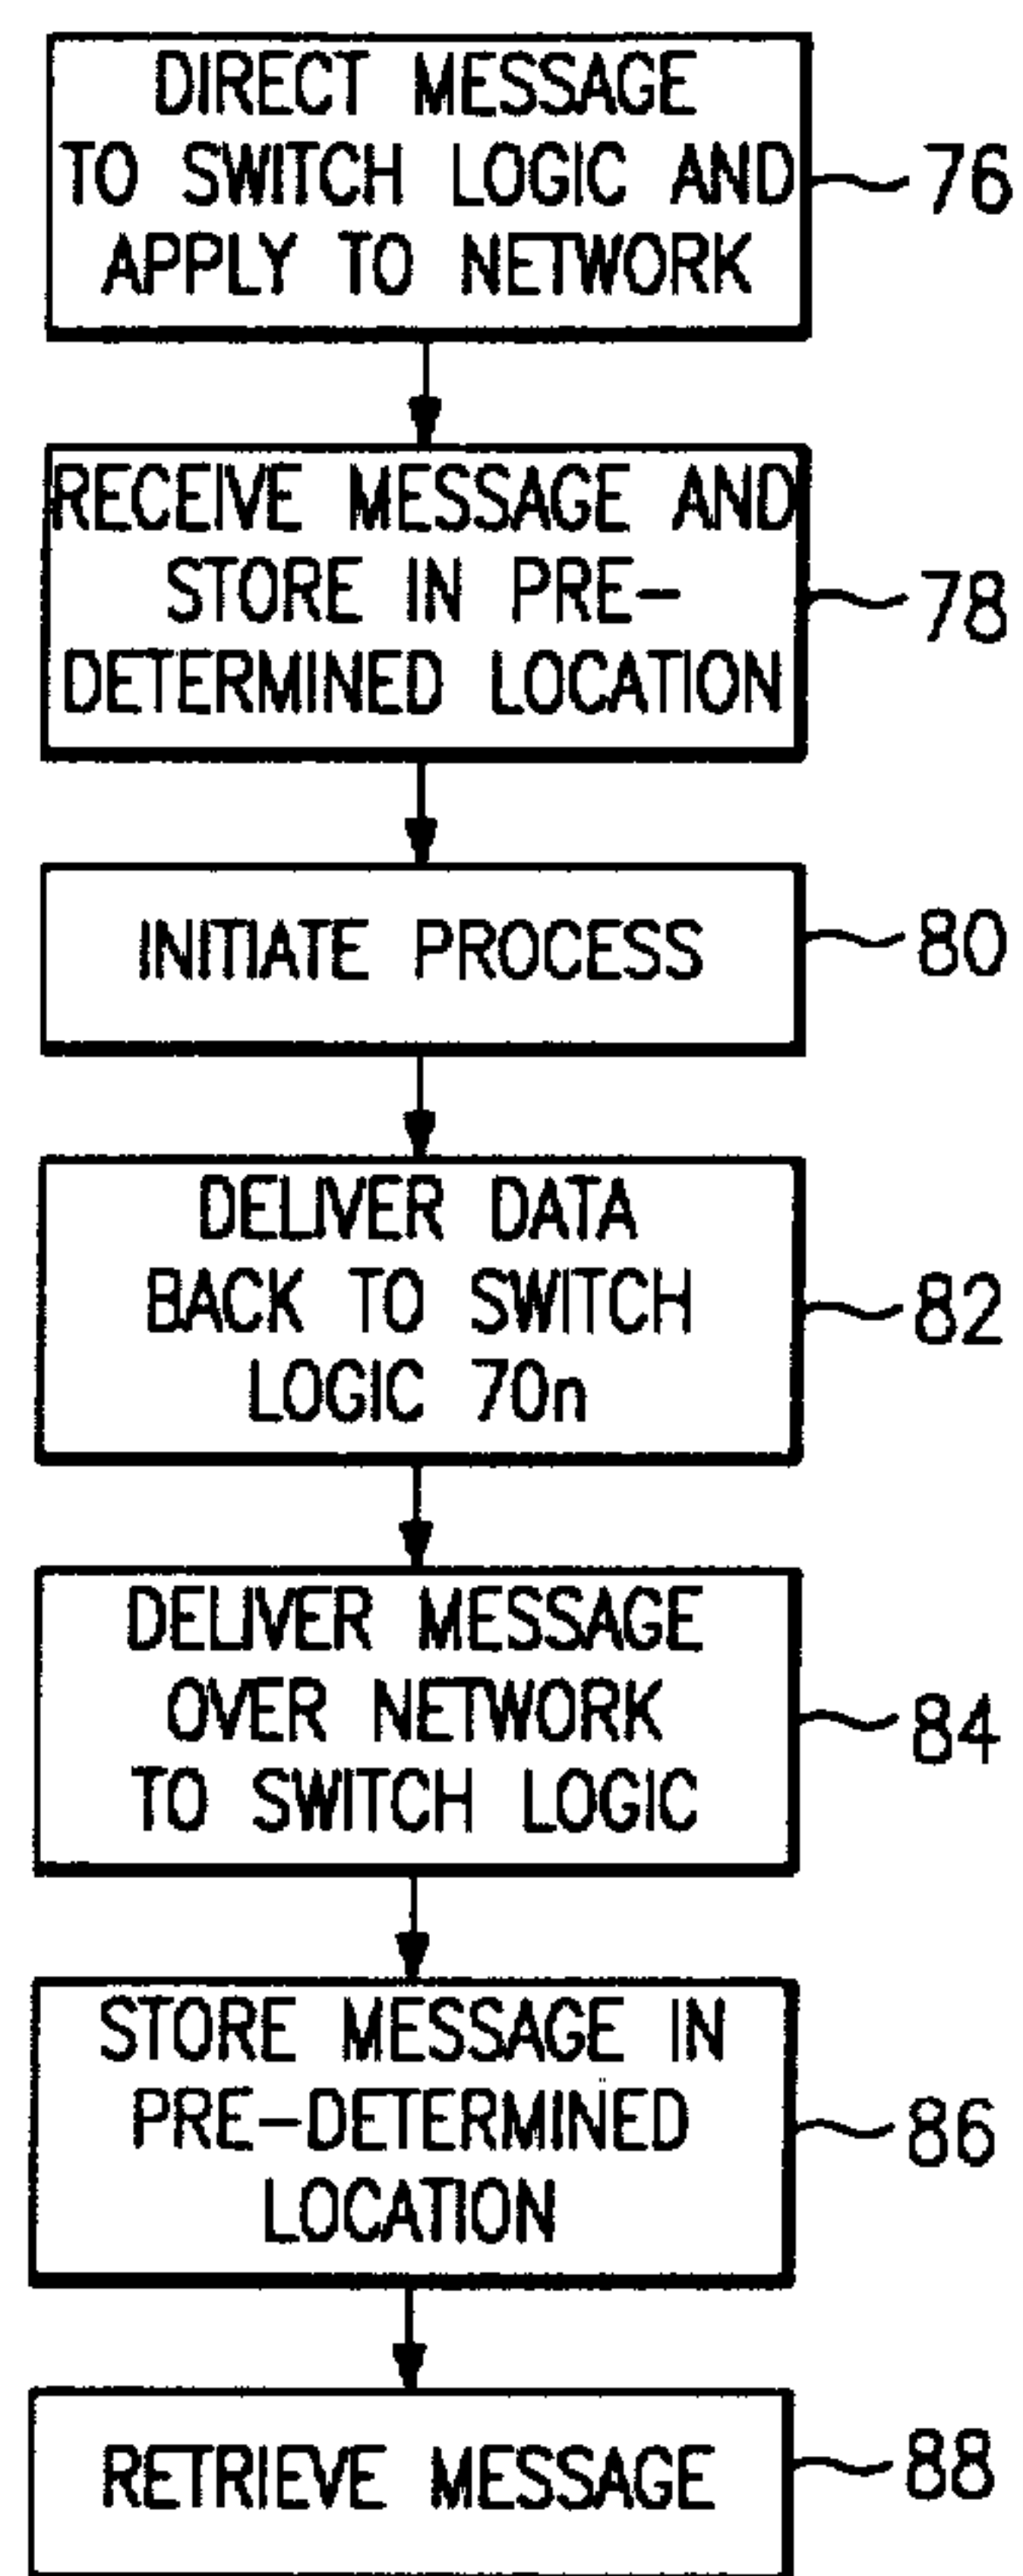 DIRECT MESSAGE
TO SWITCH LOGIC AND
APPLY TO NETWORK
76
RECEIVE MESSAGE AND
STORE IN PRE-
DETERMINED LOCATION
78
INITIATE PROCESS
80
DELIVER DATA
BACK TO SWITCH
LOGIC 70n
82
DELIVER MESSAGE
OVER NETWORK
TO SWITCH LOGIC
84
STORE MESSAGE IN
PRE-DETERMINED
LOCATION
86
RETRIEVE MESSAGE
88